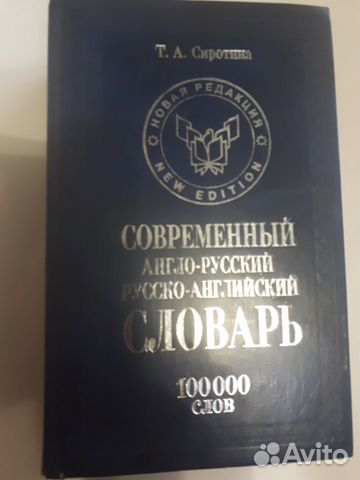 Т. А. Сиротина
НОВАЯ РЕДАКЦИЯ
NEW EDITION
СОВРЕМЕННЫЙ
АНГЛО-РУССКИЙ
РУССКО-АНГЛИЙСКИЙ
СЛОВАРЬ
100 000
СЛОВ
Avito